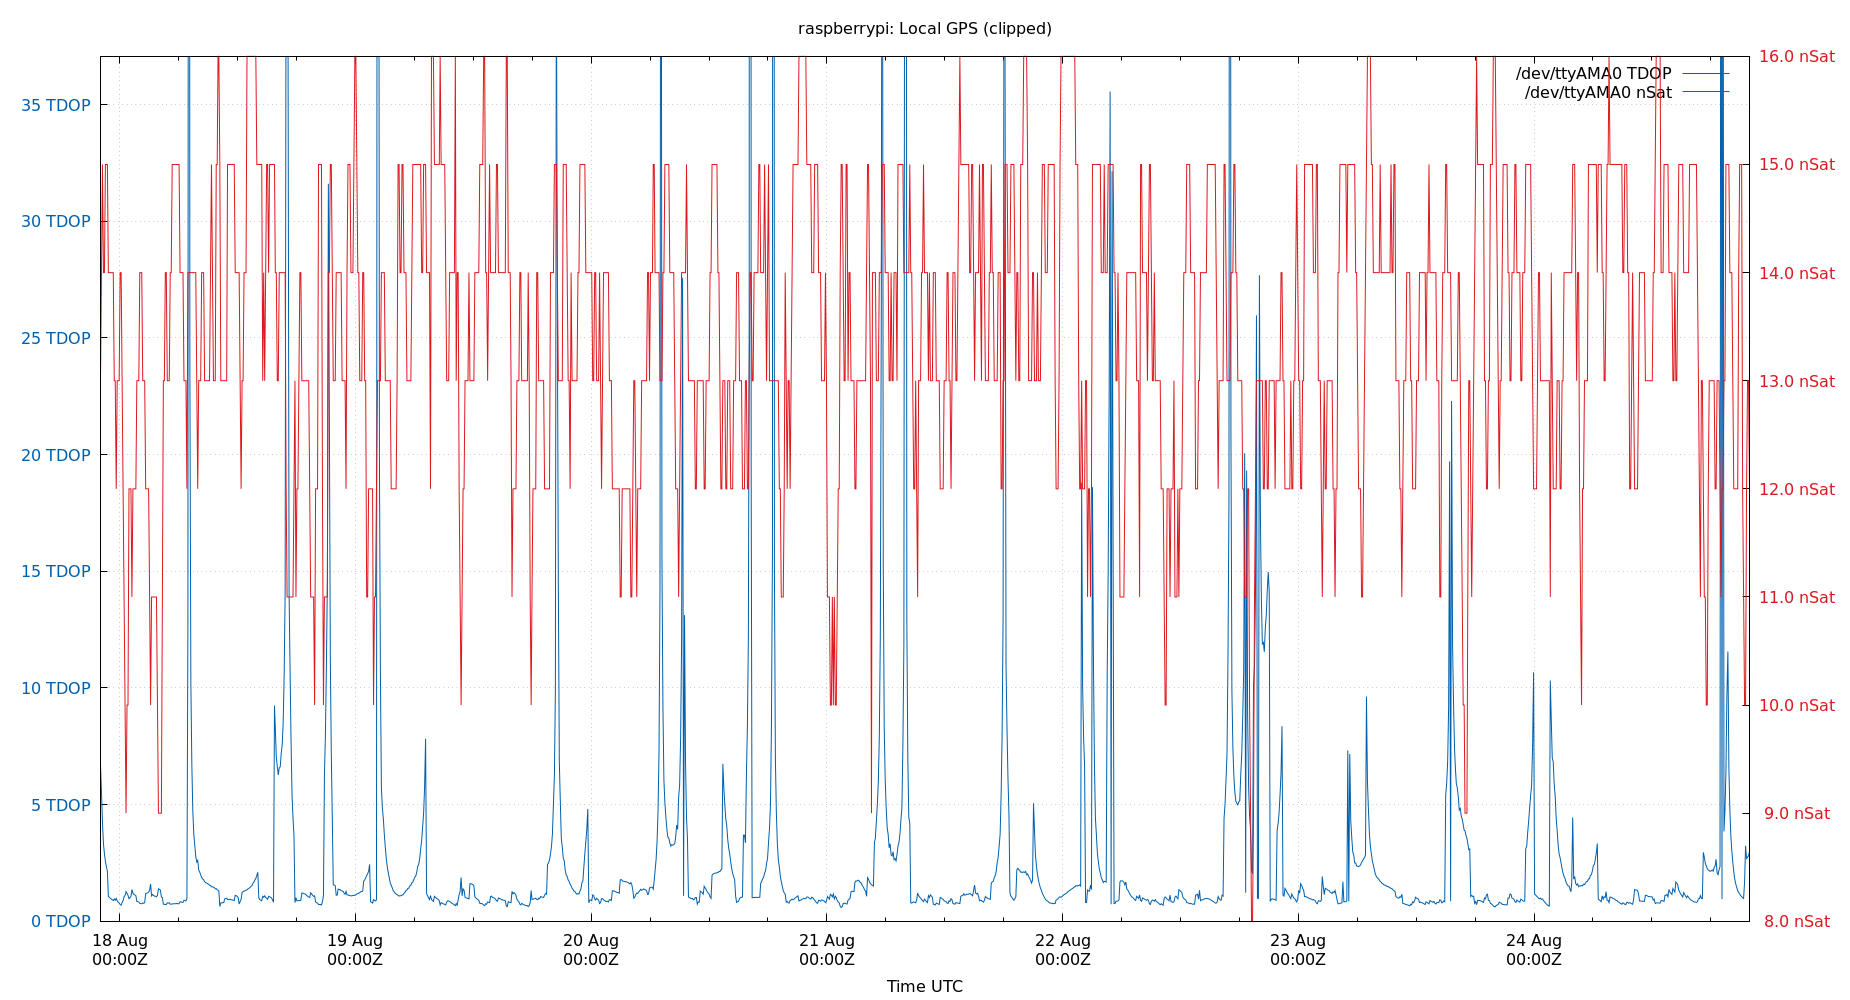 raspberrypi: Local GPS (clipped)
/dev/ttyAMA0 TDOP
/dev/ttyAMA0 nSat
35 TDOP
30 TDOP
25 TDOP
20 TDOP
15 TDOP
10 TDOP
5 TDOP
0 TDOP
16.0 nSat
15.0 nSat
14.0 nSat
13.0 nSat
12.0 nSat
11.0 nSat
10.0 nSat
9.0 nSat
8.0 nSat
18 Aug
00:00Z
19 Aug
00:00Z
20 Aug
00:00Z
21 Aug
00:00Z
22 Aug
00:00Z
23 Aug
00:00Z
24 Aug
00:00Z
Time UTC